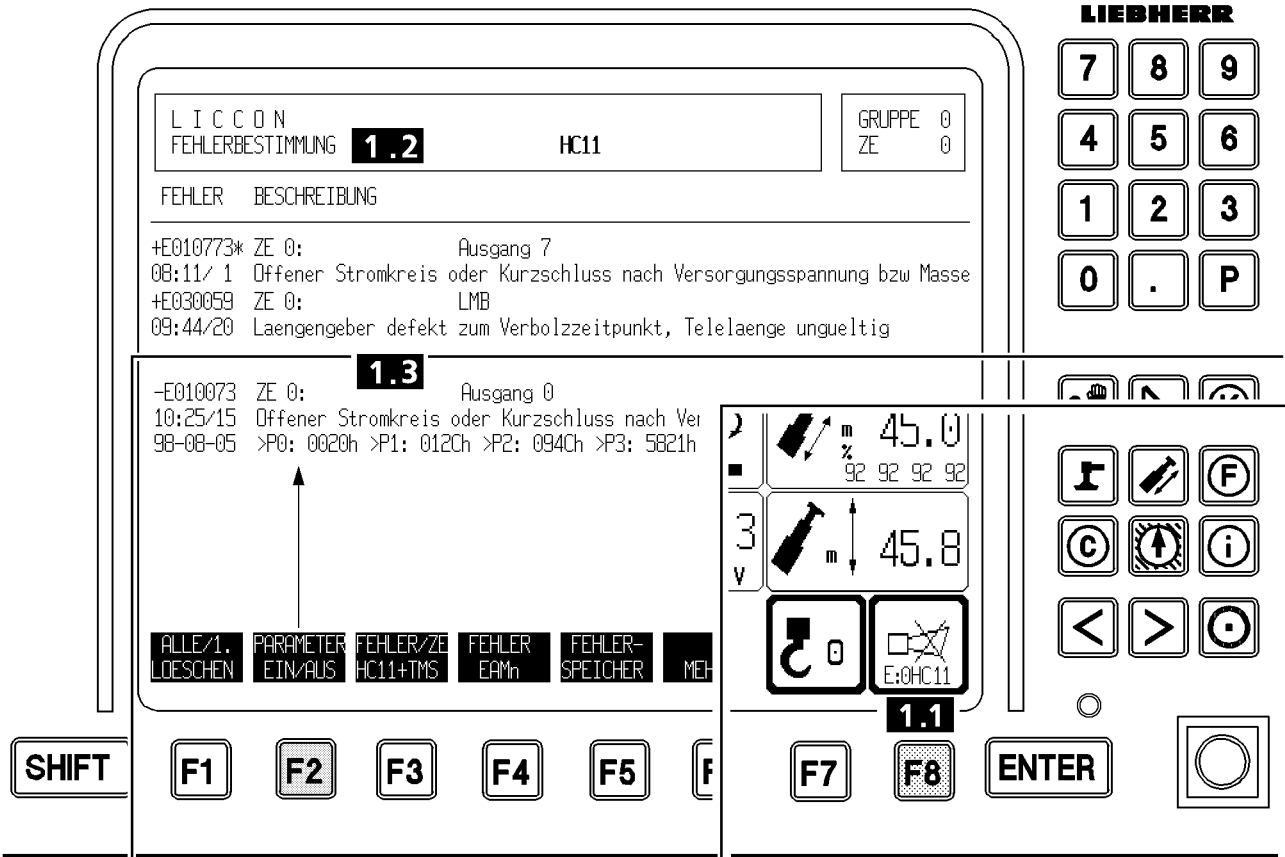 LIEBHERR
L I C C O N
FEHLERBESTIMMUNG 1.2 HC11
GRUPPE 0
ZE 0
FEHLER BESCHREIBUNG
+E010773* ZE 0: Ausgang 7
08:11/ 1 Offener Stromkreis oder Kurzschluss nach Versorgungsspannung bzw Masse
+E030059 ZE 0: LMB
09:44/20 Laengengeber defekt zum Verbolzzeitpunkt, Telelaenge ungueltig
1.3
-E010073 ZE 0: Ausgang 0
10:25/15 Offener Stromkreis oder Kurzschluss nach Ver
98-08-05 >P0: 0020h >P1: 012Ch >P2: 094Ch >P3: 5821h
ALLE/1. LOESCHEN
PARAMETER EIN/AUS
FEHLER/ZE HC11+TMS
FEHLER EAMn
FEHLER- SPEICHER
MEH
m 45.0
%
92 92 92 92
3
V
m 45.8
0
E:0HC11
1.1
7 8 9
4 5 6
1 2 3
0 . P
F
C i
< >
SHIFT F1 F2 F3 F4 F5 F F7 F8 ENTER